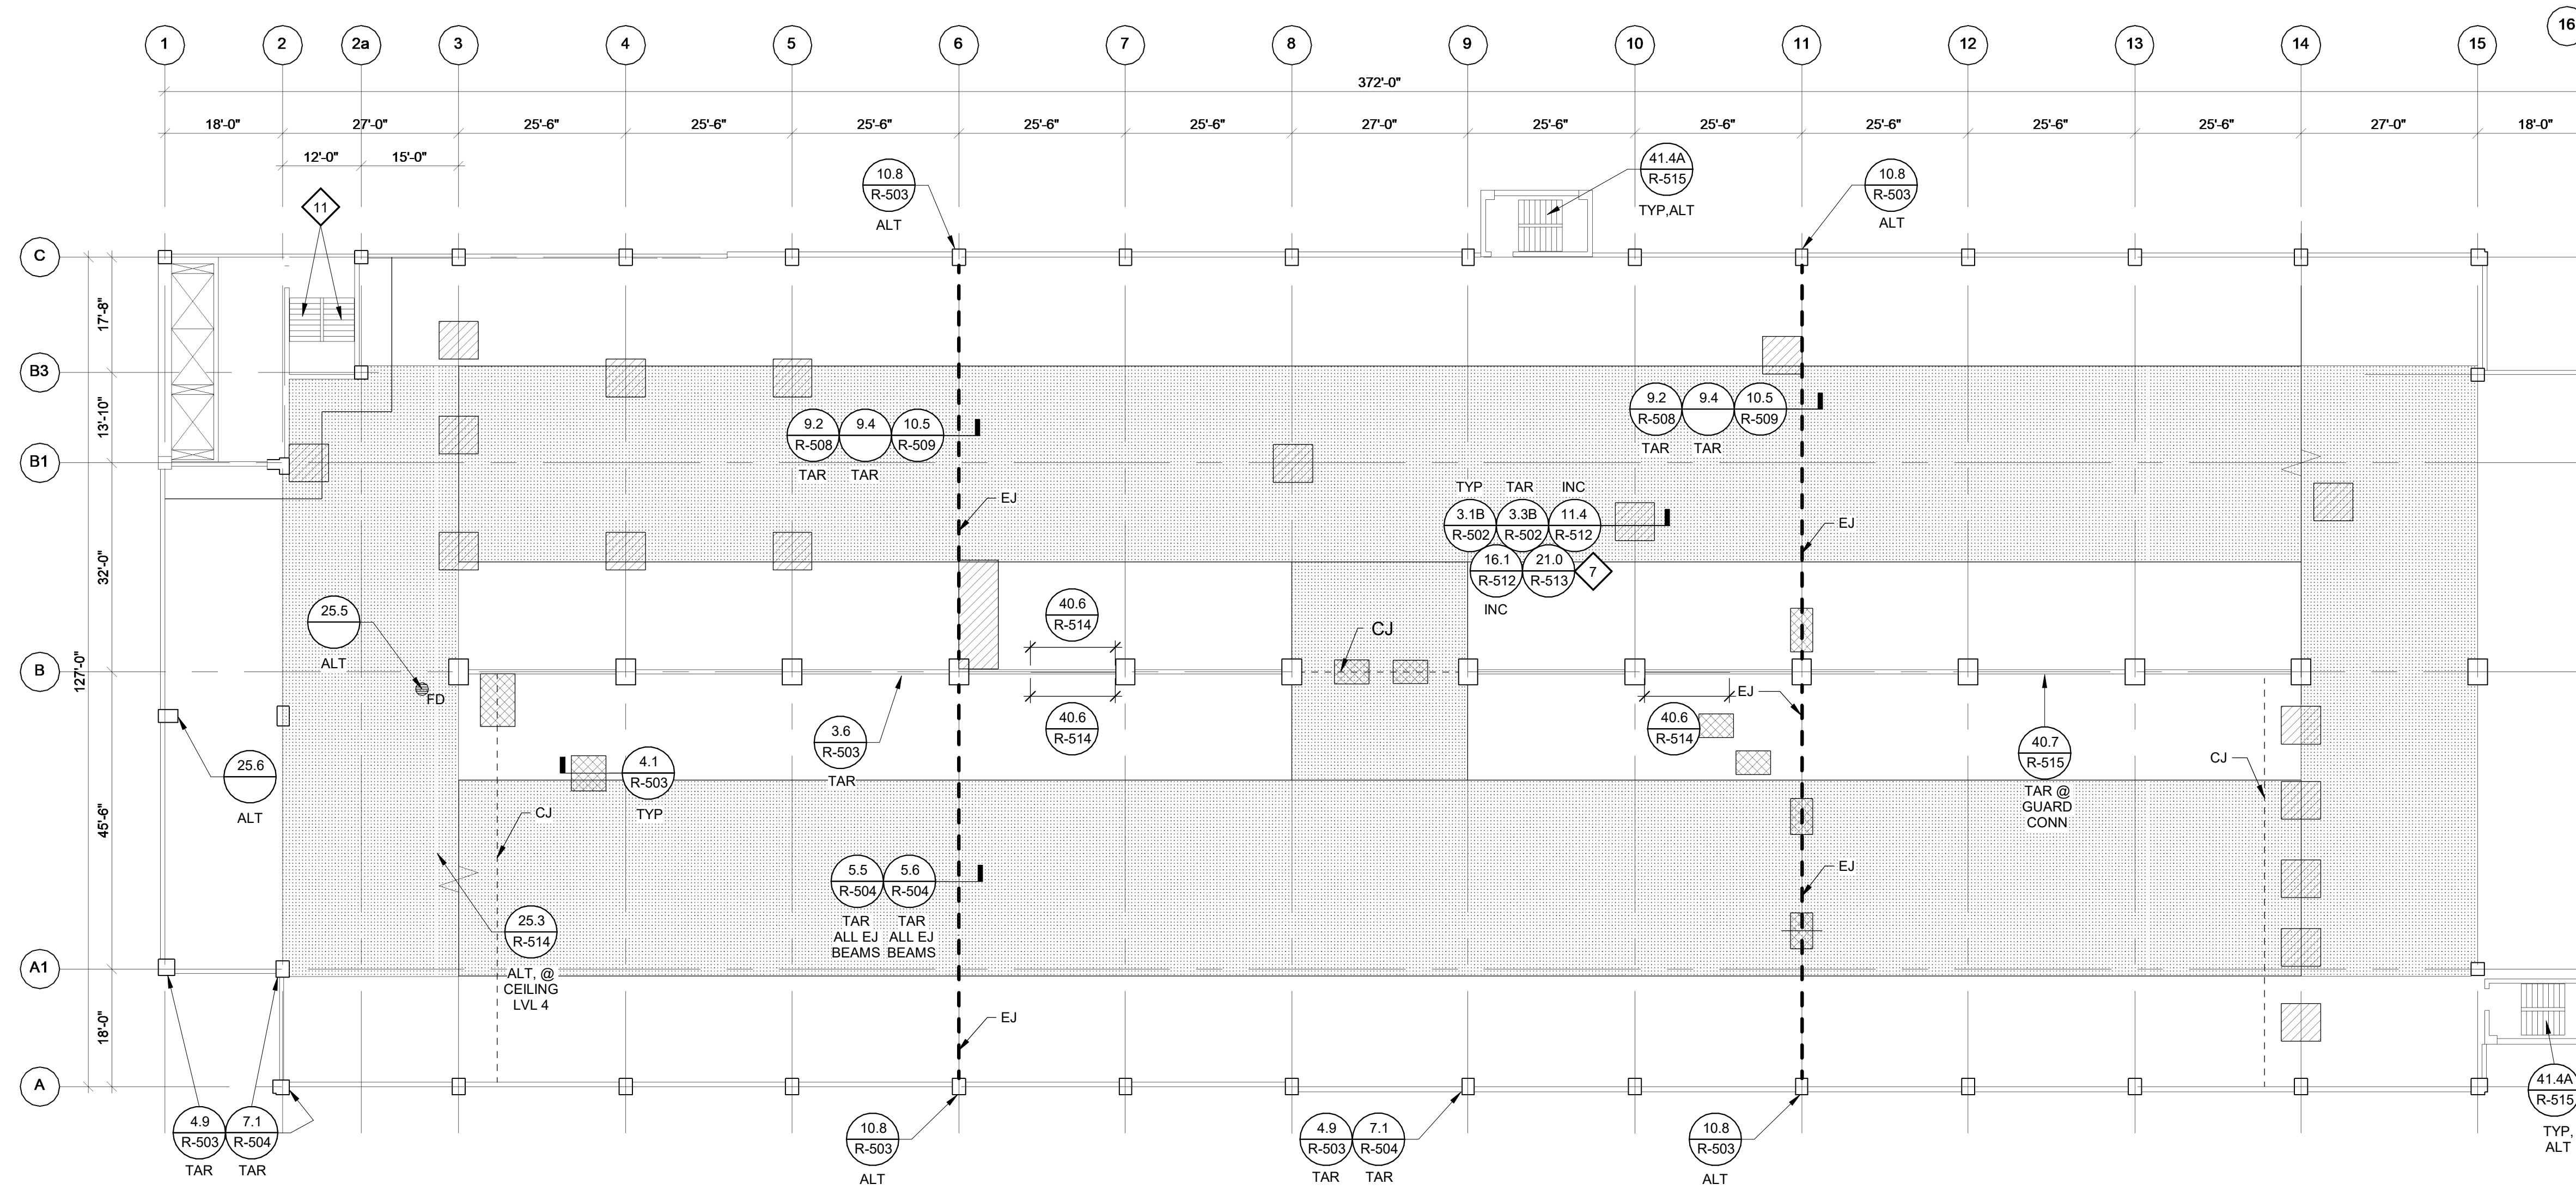 1 2 2a 3 4 5 6 7 8 9 10 11 12 13 14 15 16
372'-0"
18'-0" 27'-0" 25'-6" 25'-6" 25'-6" 25'-6" 25'-6" 27'-0" 25'-6" 25'-6" 25'-6" 25'-6" 25'-6" 27'-0" 18'-0"
12'-0" 15'-0"
10.8
R-503
ALT
41.4A
R-515
TYP,ALT
10.8
R-503
ALT
11
C
17'-8"
B3
13'-10"
B1
32'-0"
B
127'-0"
45'-6"
A1
18'-0"
A
9.2 9.4 10.5
R-508 R-509
TAR TAR
9.2 9.4 10.5
R-508 R-509
TAR TAR
EJ
TYP TAR INC
3.1B 3.3B 11.4
R-502 R-502 R-512
16.1 21.0 7
R-512 R-513
INC
EJ
25.5
ALT
FD
40.6
R-514
CJ
40.6
R-514
3.6
R-503
TAR
EJ
40.6
R-514
40.7
R-515
TAR @
GUARD
CONN
CJ
25.6
ALT
4.1
R-503
TYP
CJ
5.5 5.6
R-504 R-504
TAR TAR
ALL EJ ALL EJ
BEAMS BEAMS
EJ
25.3
R-514
ALT, @
CEILING
LVL 4
EJ
4.9 7.1
R-503 R-504
TAR TAR
10.8
R-503
ALT
4.9 7.1
R-503 R-504
TAR TAR
10.8
R-503
ALT
41.4A
R-515
TYP,
ALT